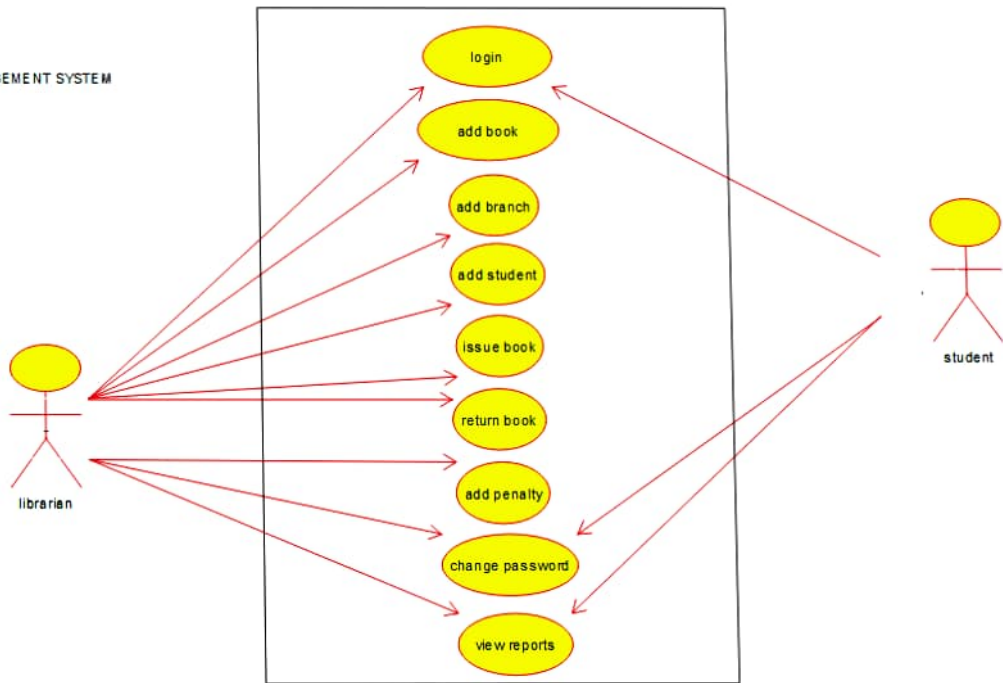 GEMENT SYSTEM
login
add book
add branch
add student
issue book
return book
add penalty
change password
view reports
librarian
student